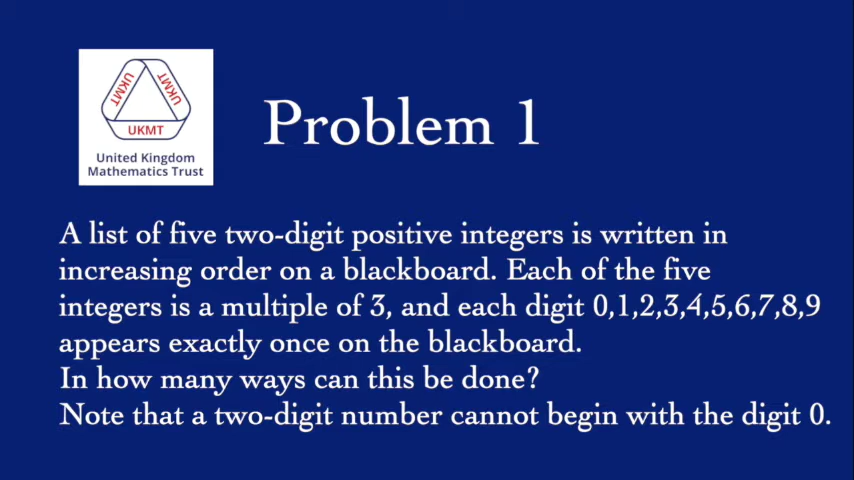 UKMT
UKMT
UKMT
United Kingdom
Mathematics Trust
Problem 1
A list of five two-digit positive integers is written in
increasing order on a blackboard. Each of the five
integers is a multiple of 3, and each digit 0,1,2,3,4,5,6,7,8,9
appears exactly once on the blackboard.
In how many ways can this be done?
Note that a two-digit number cannot begin with the digit 0.